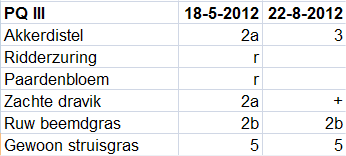 PQ III 18-5-2012 22-8-2012
Akkerdistel 2a 3
Ridderzuring r
Paardenbloem r
Zachte dravik 2a +
Ruw beemdgras 2b 2b
Gewoon struisgras 5 5